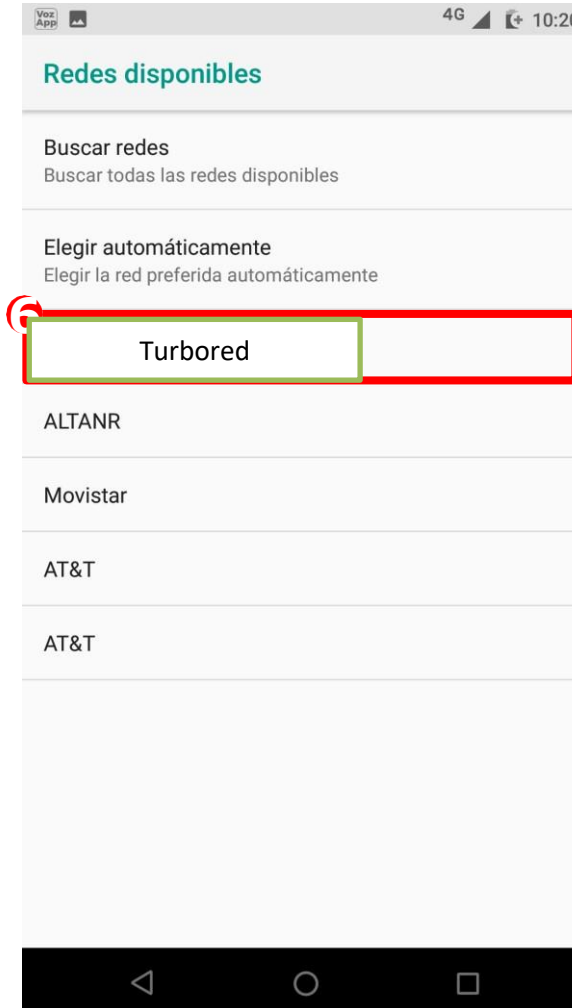 Voz
App
4G 10:20
Redes disponibles
Buscar redes
Buscar todas las redes disponibles
Elegir automáticamente
Elegir la red preferida automáticamente
6
Turbored
ALTANR
Movistar
AT&T
AT&T